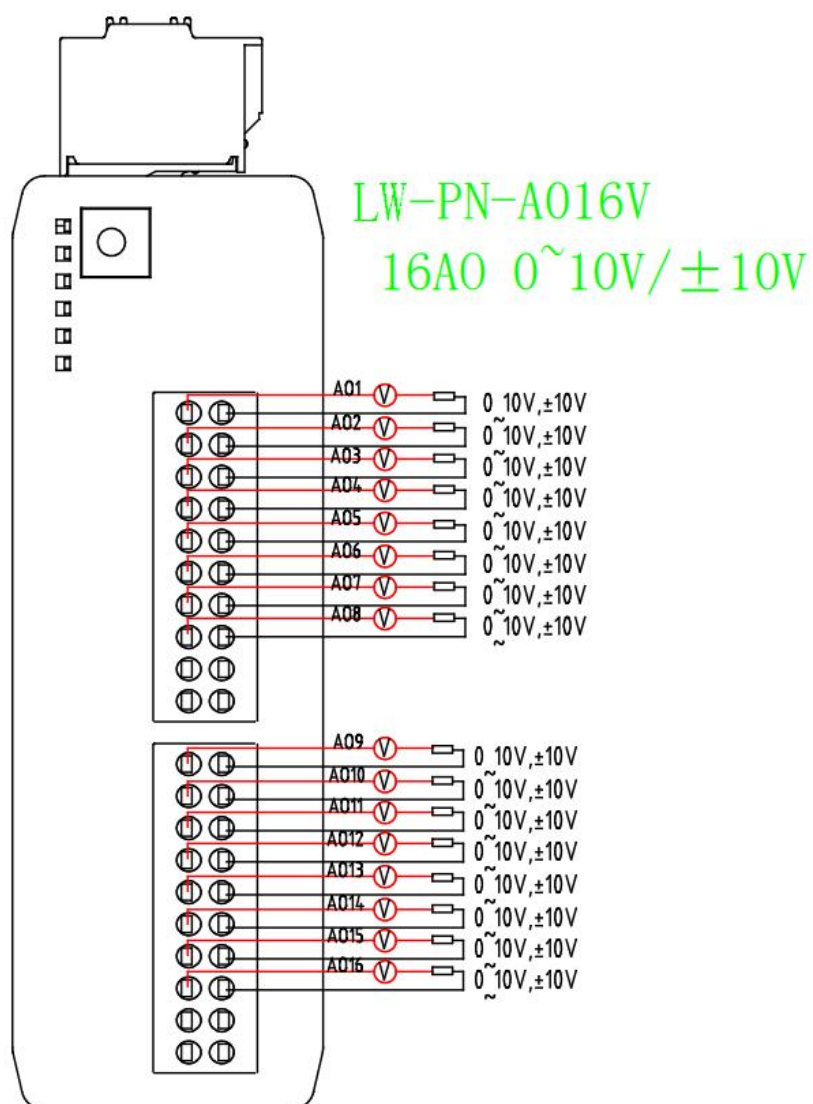 LW-PN-AO16V
16AO 0~10V/±10V
AO1 V 0~10V,±10V
AO2 V 0~10V,±10V
AO3 V 0~10V,±10V
AO4 V 0~10V,±10V
AO5 V 0~10V,±10V
AO6 V 0~10V,±10V
AO7 V 0~10V,±10V
AO8 V 0~10V,±10V
AO9 V 0~10V,±10V
AO10 V 0~10V,±10V
AO11 V 0~10V,±10V
AO12 V 0~10V,±10V
AO13 V 0~10V,±10V
AO14 V 0~10V,±10V
AO15 V 0~10V,±10V
AO16 V 0~10V,±10V